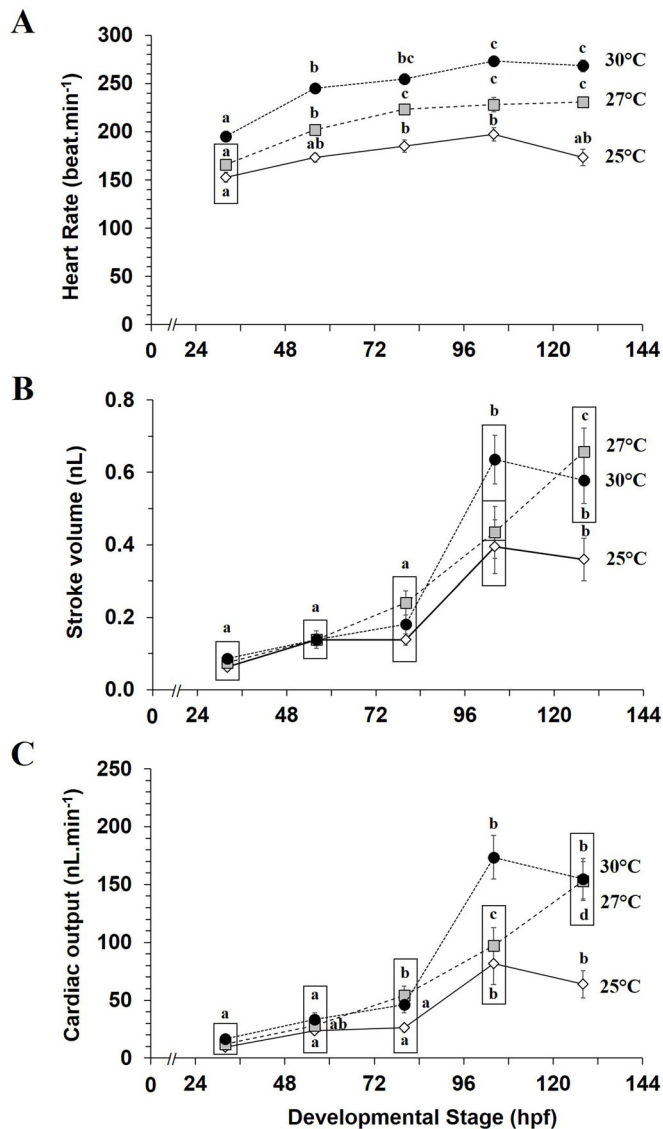 A
Heart Rate (beat.min-1)
300
250
200
150
100
50
0
a
b
bc
c
c
30°C
a
b
c
c
c
27°C
a
ab
b
b
ab
25°C
0 24 48 72 96 120 144
B
Stroke volume (nL)
0.8
0.6
0.4
0.2
0.0
a
a
a
b
c
27°C
30°C
b
b
25°C
0 24 48 72 96 120 144
C
Cardiac output (nL.min-1)
250
200
150
100
50
0
a
a
ab
a
b
a
a
b
c
b
b
30°C
d
27°C
b
25°C
0 24 48 72 96 120 144
Developmental Stage (hpf)